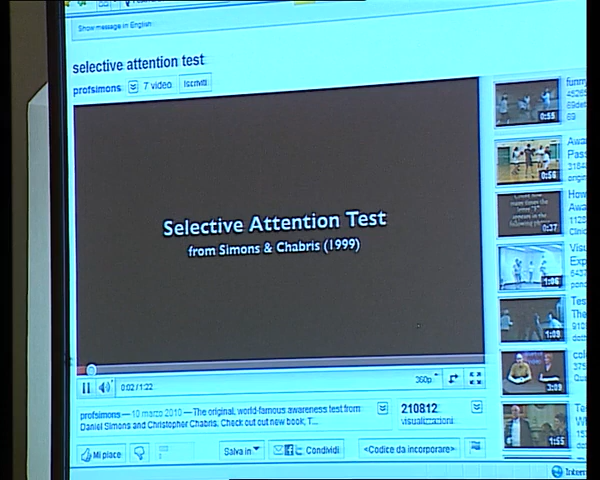 Show message in English
selective attention test
profsimons 7 video Iscriviti
Selective Attention Test
from Simons & Chabris (1999)
0:02 / 1:22 360p
profsimons — 10 marzo 2010 — The original, world-famous awareness test from
Daniel Simons and Christopher Chabris. Check out our new book, T...
210812
visualizzazioni
Mi piace Salva in Condividi <Codice da incorporare>
0:55
0:56
0:37
1:06
1:09
3:09
1:55